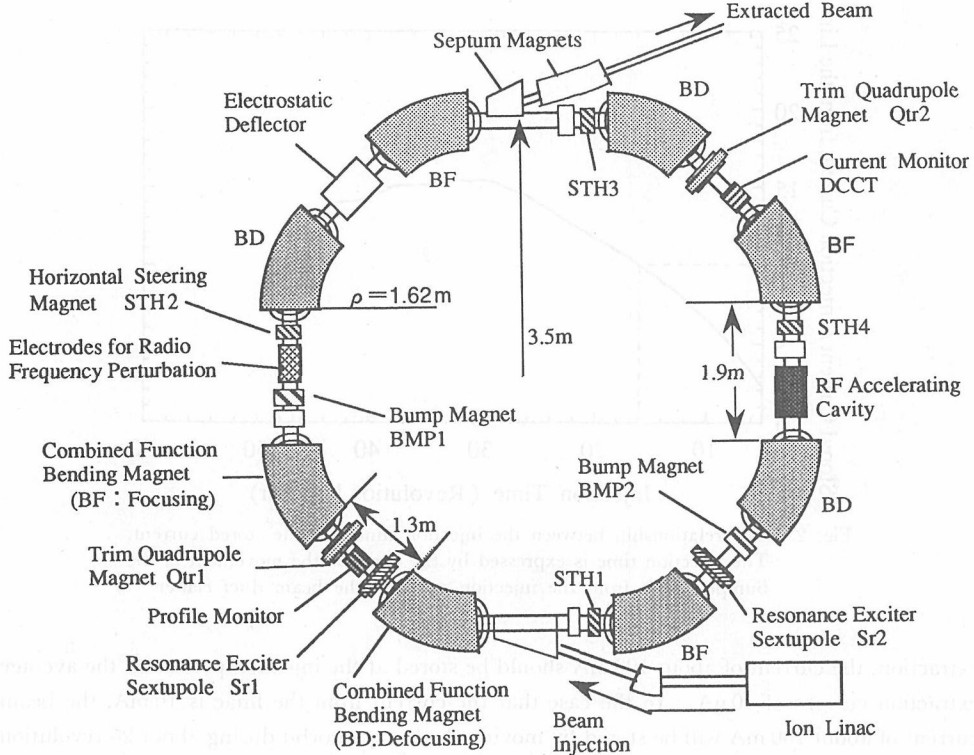 Extracted Beam
Septum Magnets
BD
Electrostatic
Deflector
Trim Quadrupole
Magnet Qtr2
BF
STH3
Current Monitor
DCCT
BD
BF
Horizontal Steering
Magnet STH2
ρ=1.62m
3.5m
STH4
Electrodes for Radio
Frequency Perturbation
1.9m
RF Accelerating
Cavity
Bump Magnet
BMP1
Combined Function
Bending Magnet
(BF : Focusing)
Bump Magnet
BMP2
BD
1.3m
Trim Quadrupole
Magnet Qtr1
STH1
Profile Monitor
Resonance Exciter
Sextupole Sr2
BF
Resonance Exciter
Sextupole Sr1
Combined Function
Bending Magnet
(BD:Defocusing)
Beam
Injection
Ion Linac